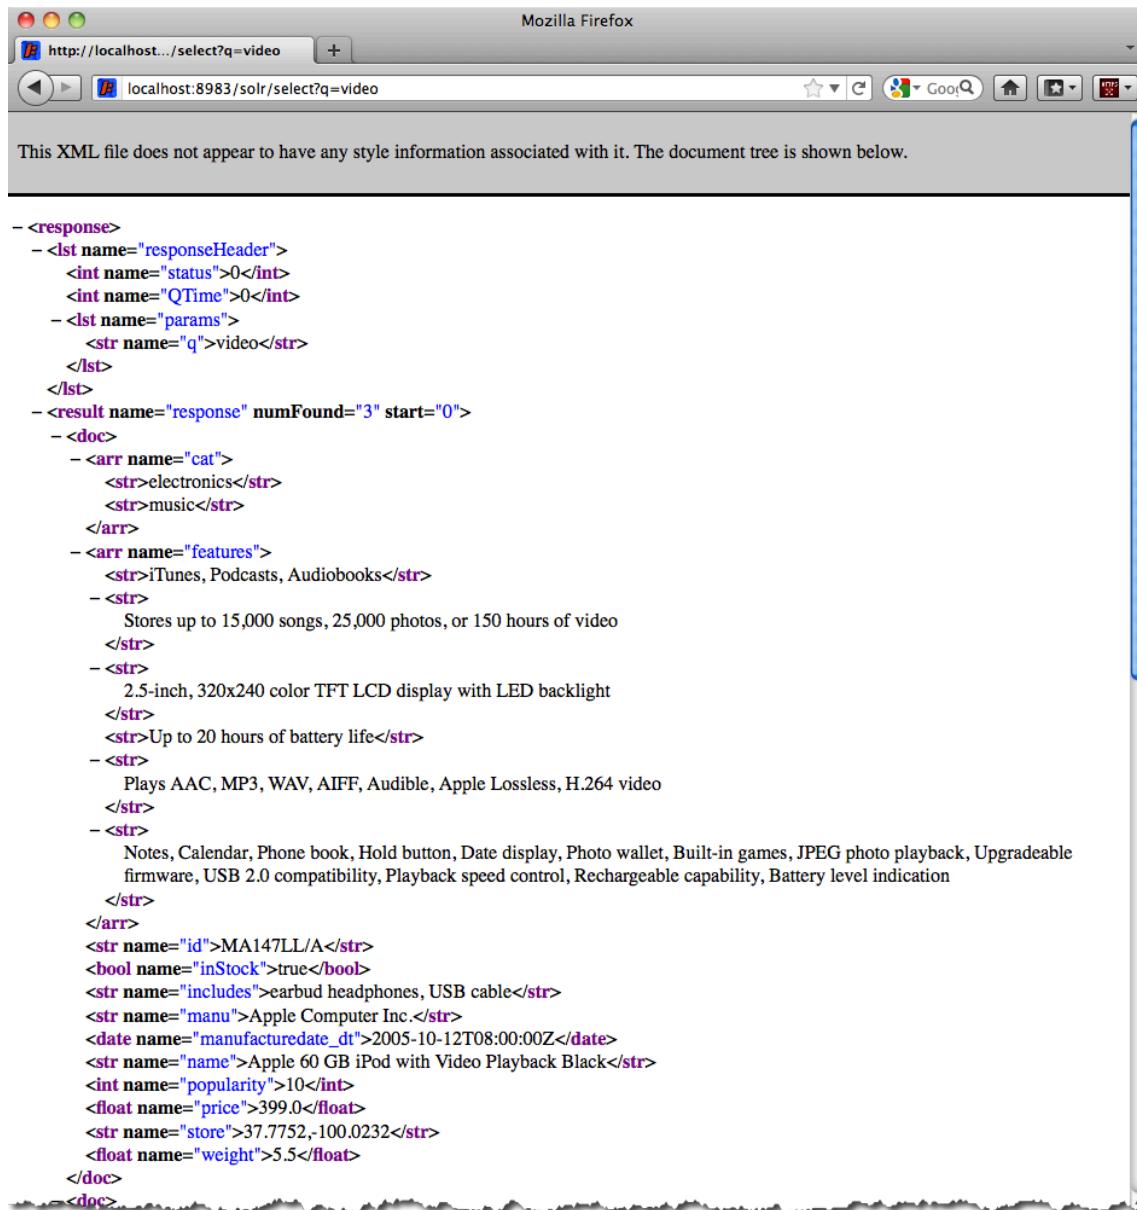 Mozilla Firefox
http://localhost.../select?q=video
+
localhost:8983/solr/select?q=video
Goo
This XML file does not appear to have any style information associated with it. The document tree is shown below.
– <response>
– <lst name="responseHeader">
<int name="status">0</int>
<int name="QTime">0</int>
– <lst name="params">
<str name="q">video</str>
</lst>
</lst>
– <result name="response" numFound="3" start="0">
– <doc>
– <arr name="cat">
<str>electronics</str>
<str>music</str>
</arr>
– <arr name="features">
<str>iTunes, Podcasts, Audiobooks</str>
– <str>
Stores up to 15,000 songs, 25,000 photos, or 150 hours of video
</str>
– <str>
2.5-inch, 320x240 color TFT LCD display with LED backlight
</str>
<str>Up to 20 hours of battery life</str>
– <str>
Plays AAC, MP3, WAV, AIFF, Audible, Apple Lossless, H.264 video
</str>
– <str>
Notes, Calendar, Phone book, Hold button, Date display, Photo wallet, Built-in games, JPEG photo playback, Upgradeable
firmware, USB 2.0 compatibility, Playback speed control, Rechargeable capability, Battery level indication
</str>
</arr>
<str name="id">MA147LL/A</str>
<bool name="inStock">true</bool>
<str name="includes">earbud headphones, USB cable</str>
<str name="manu">Apple Computer Inc.</str>
<date name="manufacturedate_dt">2005-10-12T08:00:00Z</date>
<str name="name">Apple 60 GB iPod with Video Playback Black</str>
<int name="popularity">10</int>
<float name="price">399.0</float>
<str name="store">37.7752,-100.0232</str>
<float name="weight">5.5</float>
</doc>
– <doc>